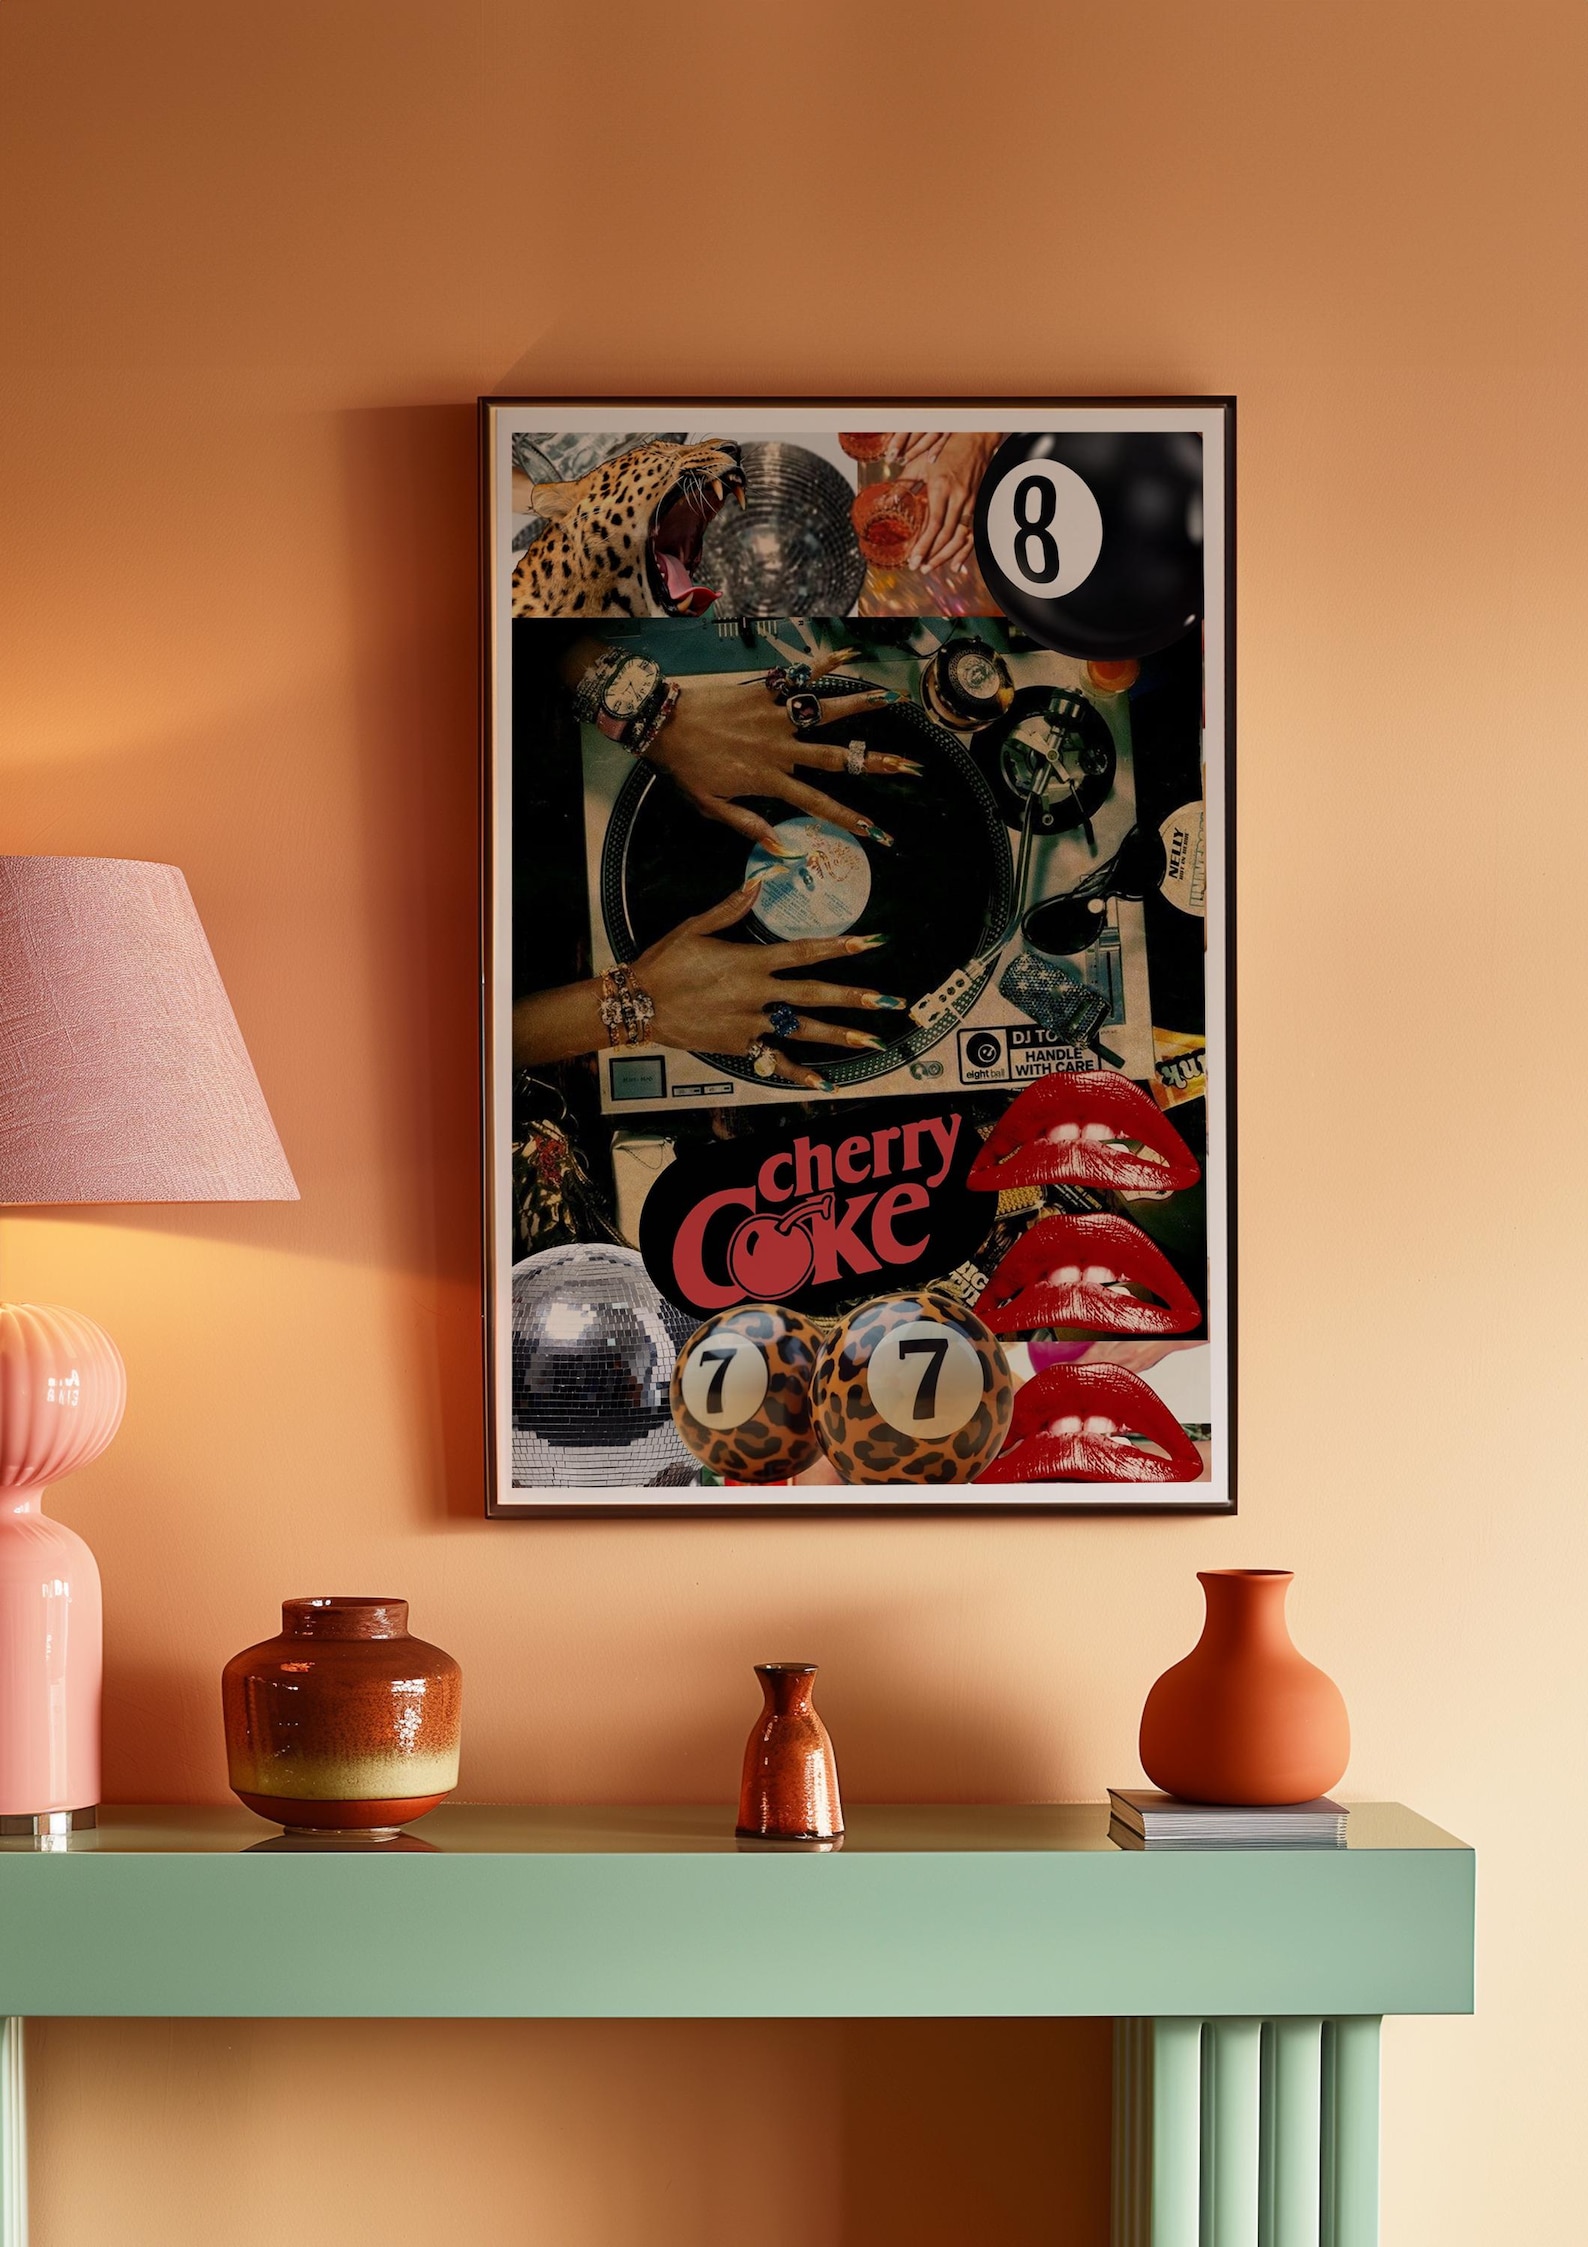 8
NELLY
DJ TO
HANDLE
WITH CARE
eight ball
cherry
Coke
7
7